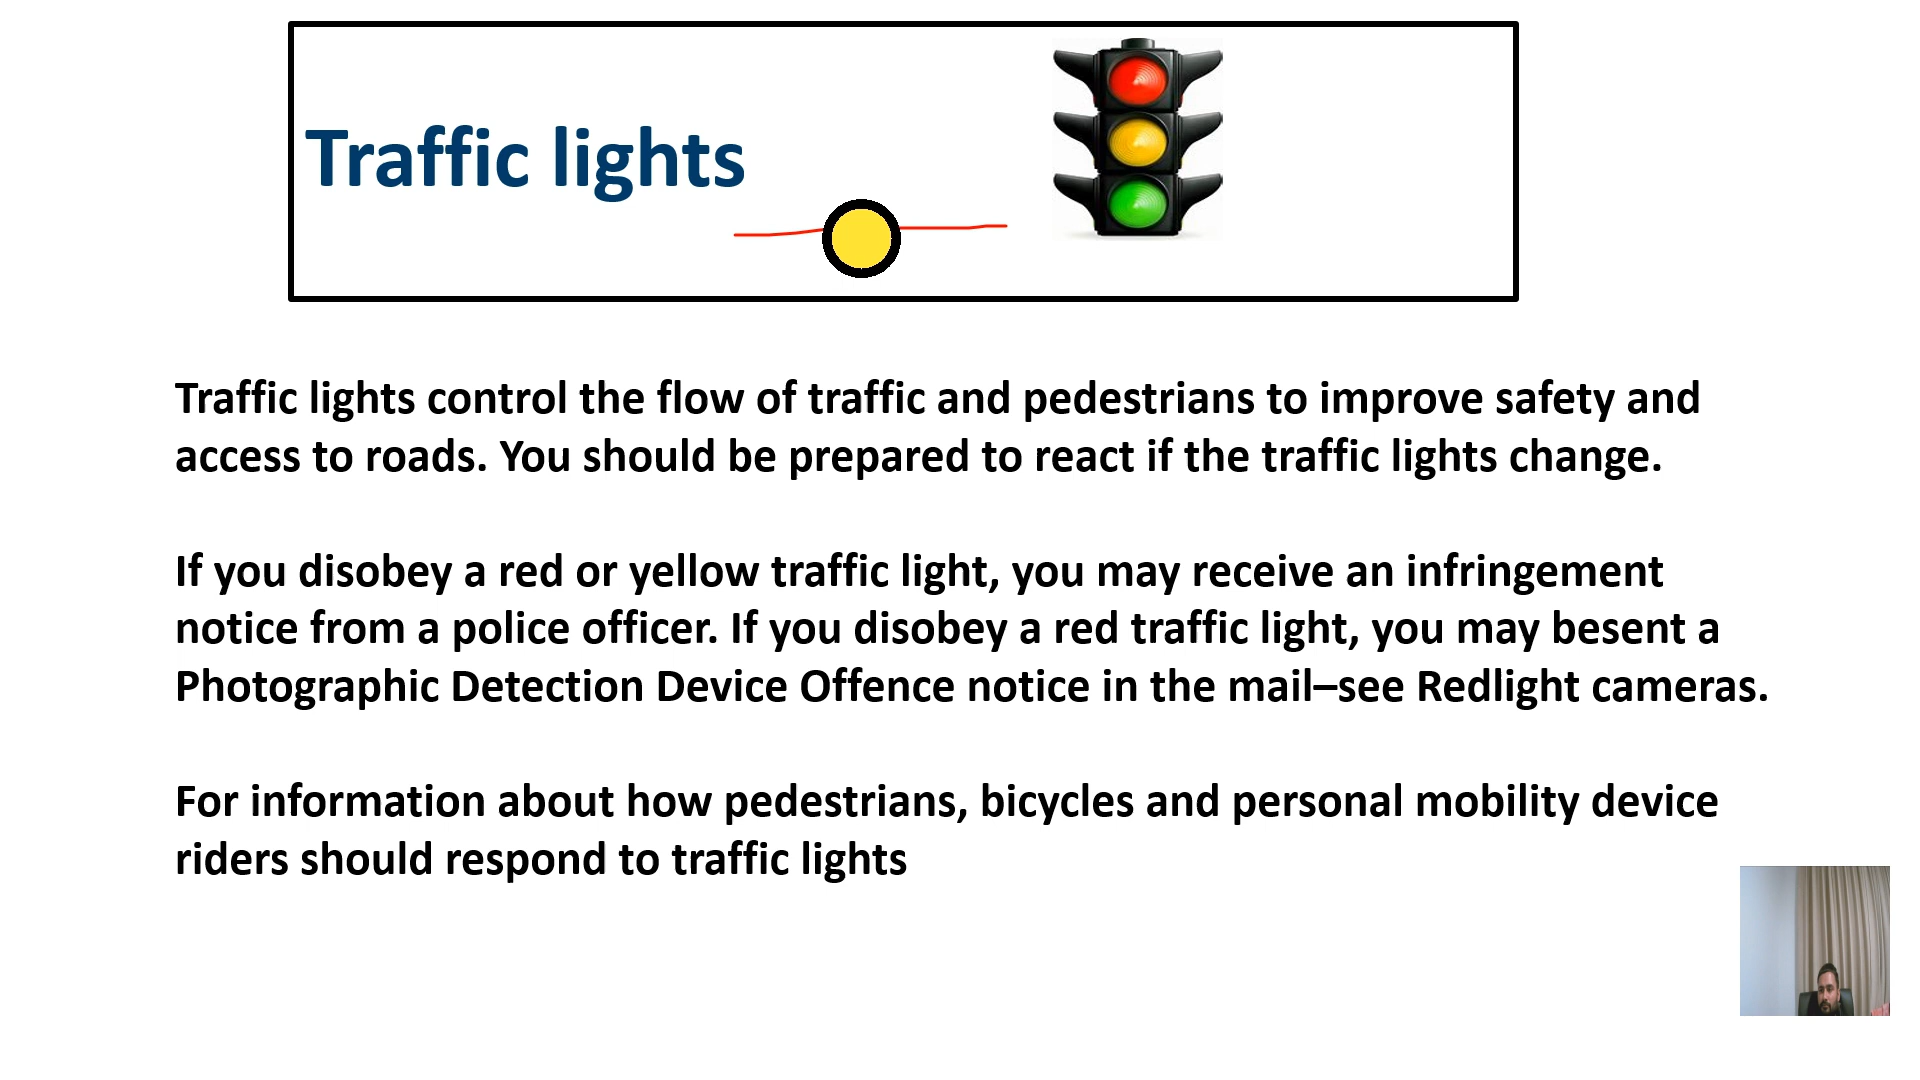 Traffic lights
Traffic lights control the flow of traffic and pedestrians to improve safety and
access to roads. You should be prepared to react if the traffic lights change.
If you disobey a red or yellow traffic light, you may receive an infringement
notice from a police officer. If you disobey a red traffic light, you may besent a
Photographic Detection Device Offence notice in the mail–see Redlight cameras.
For information about how pedestrians, bicycles and personal mobility device
riders should respond to traffic lights